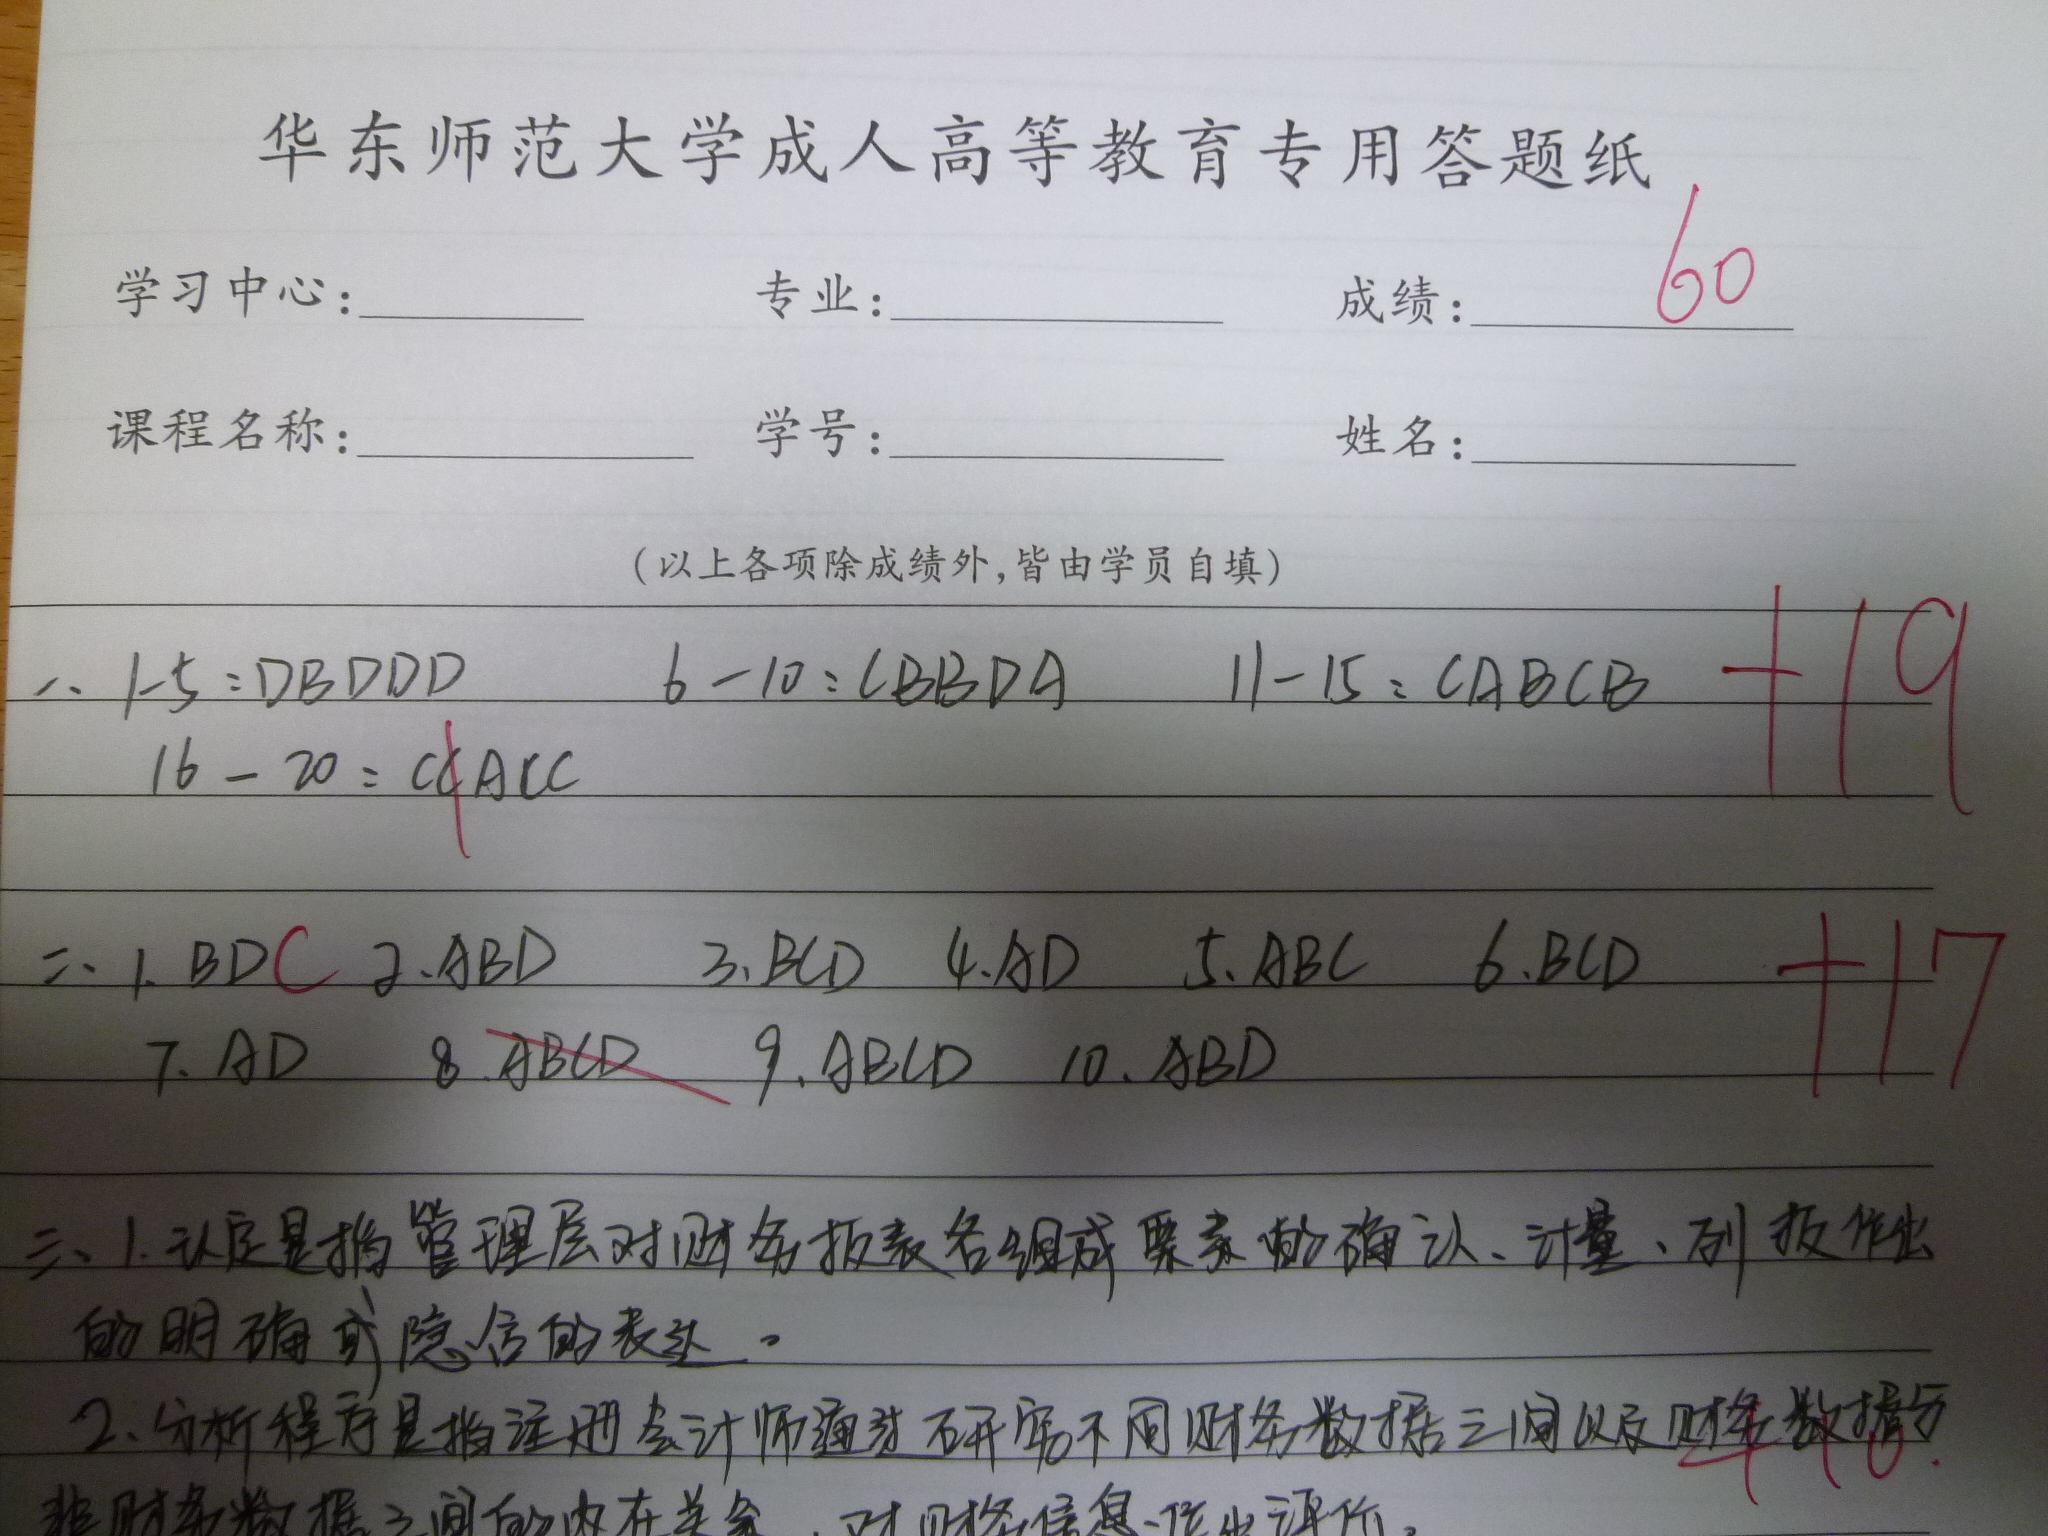 华东师范大学成人高等教育专用答题纸
学习中心: 专业: 成绩: 60
课程名称: 学号: 姓名:
(以上各项除成绩外,皆由学员自填)
一、1-5:DBDDD 6-10:CBBDA 11-15:CABCB +19
16-20:CCACC
二、1.BDC 2.ABD 3.BCD 4.AD 5.ABC 6.BCD +17
7.AD 8.ABCD 9.ABCD 10.ABD
三、1.认定是指管理层对财务报表各组成要素的确认、计量、列报作出
的明确或隐含的表达。
2.分析程序是指注册会计师通过研究不同财务数据之间以及财务数据与
+10.
非财务数据之间的内在关系,对财务信息作出评价。